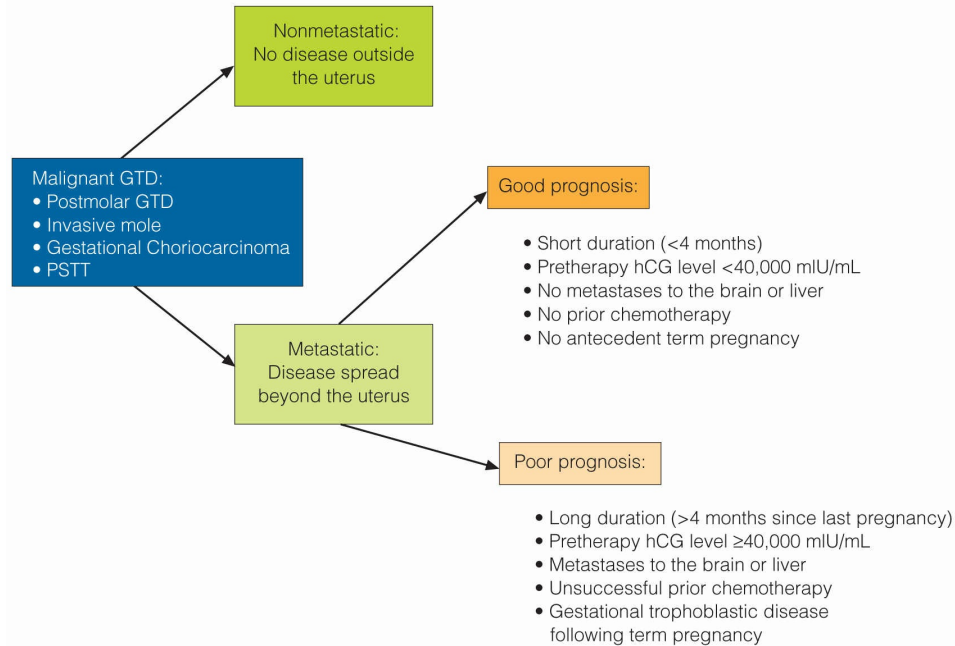 Nonmetastatic:
No disease outside
the uterus
Malignant GTD:
• Postmolar GTD
• Invasive mole
• Gestational Choriocarcinoma
• PSTT
Good prognosis:
• Short duration (<4 months)
• Pretherapy hCG level <40,000 mIU/mL
• No metastases to the brain or liver
• No prior chemotherapy
• No antecedent term pregnancy
Metastatic:
Disease spread
beyond the uterus
Poor prognosis:
• Long duration (>4 months since last pregnancy)
• Pretherapy hCG level ≥40,000 mIU/mL
• Metastases to the brain or liver
• Unsuccessful prior chemotherapy
• Gestational trophoblastic disease
following term pregnancy